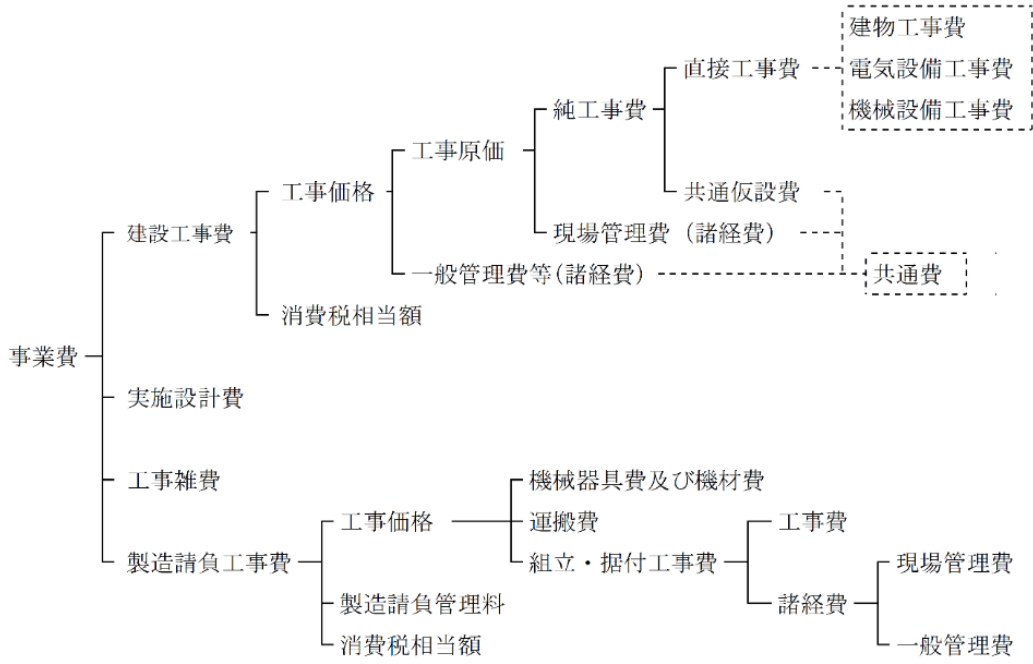 建物工事費
直接工事費
電気設備工事費
純工事費
機械設備工事費
工事原価
工事価格
共通仮設費
建設工事費
現場管理費（諸経費）
一般管理費等(諸経費)
共通費
消費税相当額
事業費
実施設計費
工事雑費
機械器具費及び機材費
工事価格
運搬費
工事費
製造請負工事費
組立・据付工事費
現場管理費
製造請負管理料
諸経費
消費税相当額
一般管理費